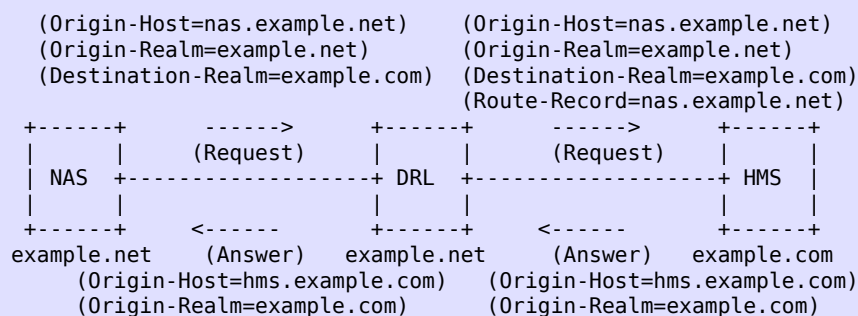 (Origin-Host=nas.example.net)    (Origin-Host=nas.example.net)
(Origin-Realm=example.net)       (Origin-Realm=example.net)
(Destination-Realm=example.com)  (Destination-Realm=example.com)
(Route-Record=nas.example.net)
+------+      ------>      +------+      ------>      +------+
|      |     (Request)     |      |     (Request)     |      |
| NAS  +-------------------+ DRL  +-------------------+ HMS  |
|      |                   |      |                   |      |
+------+     <------       +------+     <------       +------+
example.net    (Answer)   example.net     (Answer)   example.com
(Origin-Host=hms.example.com)   (Origin-Host=hms.example.com)
(Origin-Realm=example.com)      (Origin-Realm=example.com)